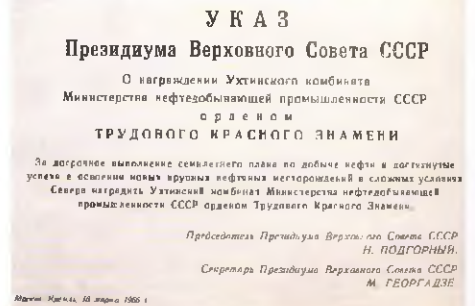 УКАЗ
Президиума Верховного Совета СССР
О награждении Ухтинского комбината
Министерства нефтедобывающей промышленности СССР
орденом
ТРУДОВОГО КРАСНОГО ЗНАМЕНИ
За досрочное выполнение семилетнего плана по добыче нефти и достигнутые
успехи в освоении новых крупных нефтяных месторождений в сложных условиях
Севера наградить Ухтинский комбинат Министерства нефтедобывающей
промышленности СССР орденом Трудового Красного Знамени.
Председатель Президиума Верховного Совета СССР
Н. ПОДГОРНЫЙ.
Секретарь Президиума Верховного Совета СССР
М. ГЕОРГАДЗЕ.
Москва Кремль, 18 марта 1966 г.